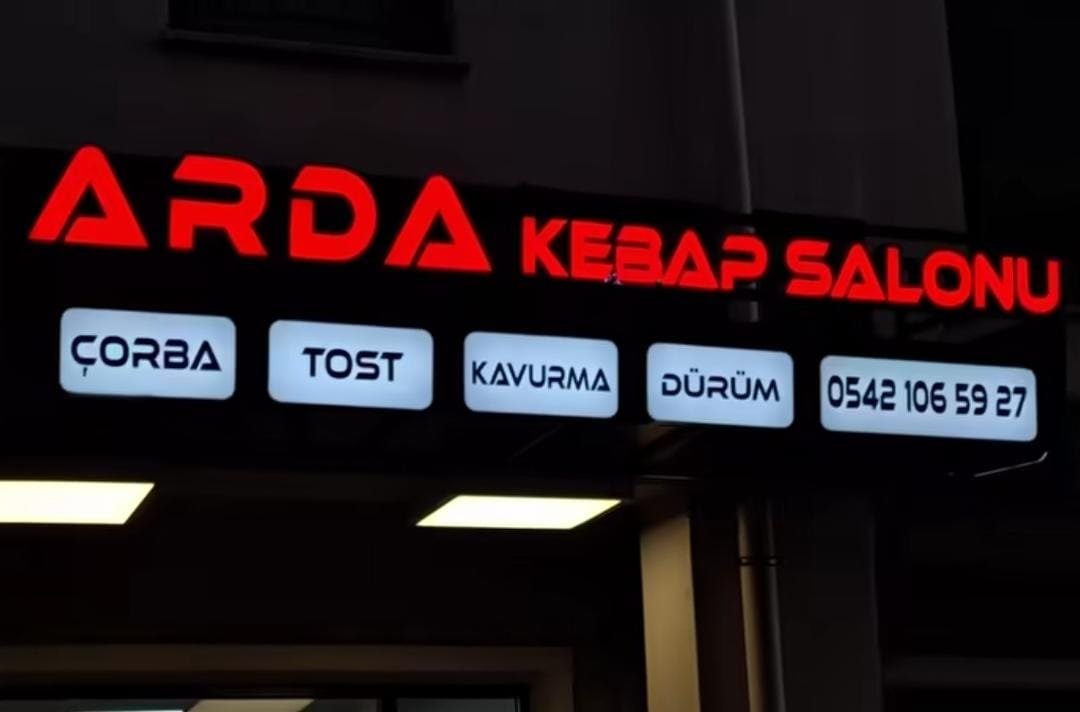 ARDA KEBAP SALONU
ÇORBA TOST KAVURMA DÜRÜM 0542 106 59 27